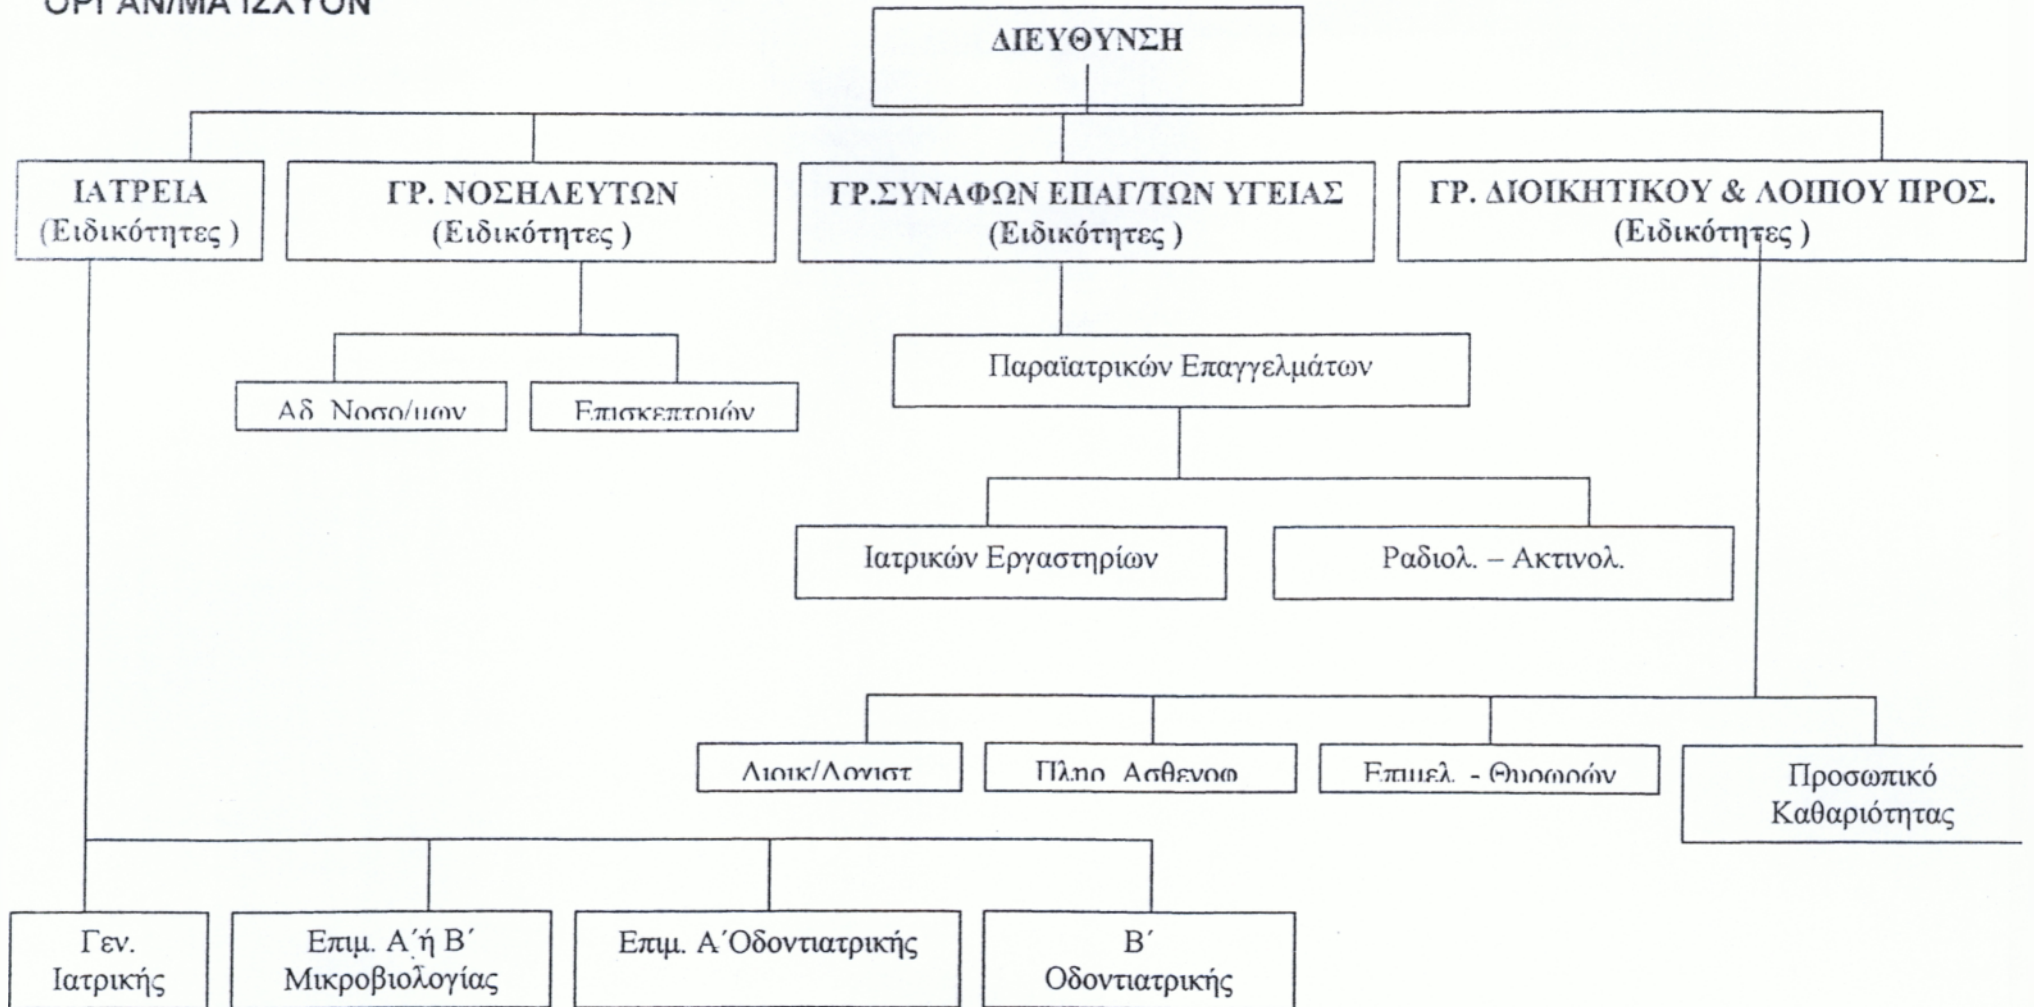 ΟΡΓΑΝ/ΜΑ ΙΣΧΥΟΝ
ΔΙΕΥΘΥΝΣΗ
ΙΑΤΡΕΙΑ
(Ειδικότητες )
ΓΡ. ΝΟΣΗΛΕΥΤΩΝ
(Ειδικότητες )
ΓΡ.ΣΥΝΑΦΩΝ ΕΠΑΓ/ΤΩΝ ΥΓΕΙΑΣ
(Ειδικότητες )
ΓΡ. ΔΙΟΙΚΗΤΙΚΟΥ & ΛΟΙΠΟΥ ΠΡΟΣ.
(Ειδικότητες )
Παραϊατρικών Επαγγελμάτων
Αδ Νοσο/μων
Επισκεπτριών
Ιατρικών Εργαστηρίων
Ραδιολ. – Ακτινολ.
Διοικ/Λογιστ
Πληρ Ασθενοφ
Επιμελ. - Θυρωρών
Προσωπικό
Καθαριότητας
Γεν.
Ιατρικής
Επιμ. Α΄ή Β΄
Μικροβιολογίας
Επιμ. Α΄Οδοντιατρικής
Β΄
Οδοντιατρικής